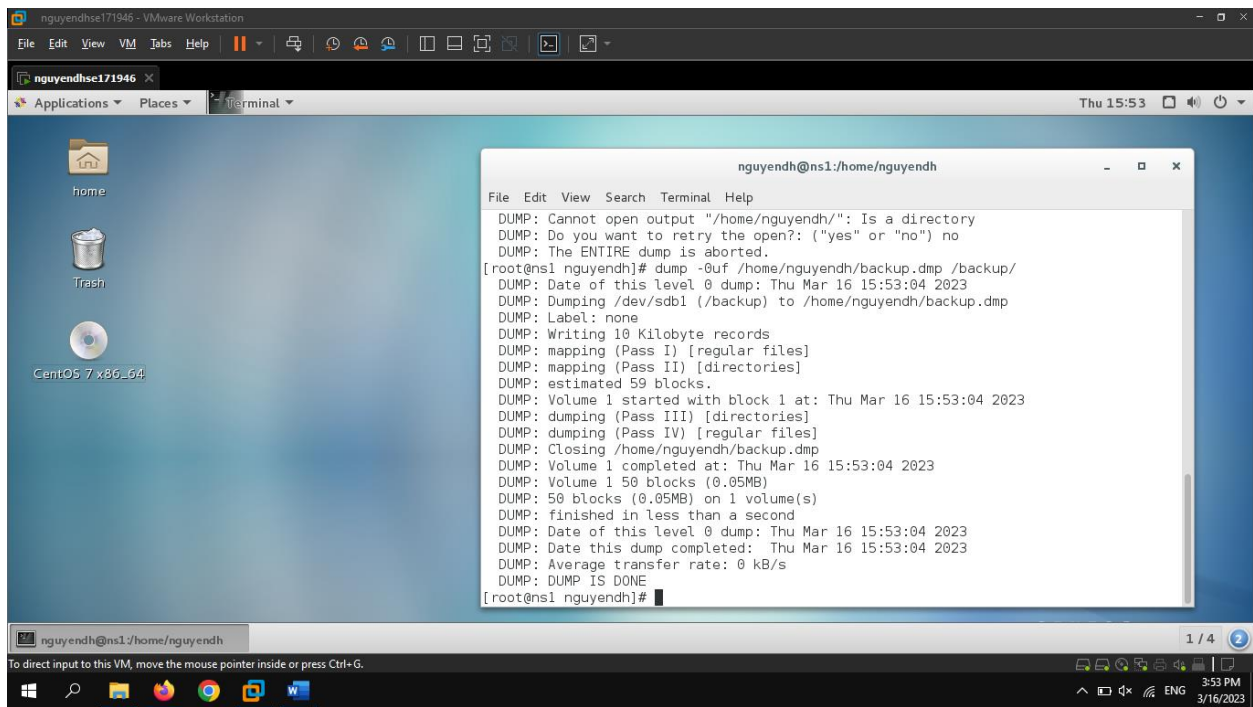 nguyendhse171946 - VMware Workstation
File Edit View VM Tabs Help
nguyendhse171946
Applications Places Terminal Thu 15:53
home
Trash
CentOS 7 x86_64
nguyendh@ns1:/home/nguyendh
File Edit View Search Terminal Help
DUMP: Cannot open output "/home/nguyendh/": Is a directory
DUMP: Do you want to retry the open?: ("yes" or "no") no
DUMP: The ENTIRE dump is aborted.
[root@ns1 nguyendh]# dump -0uf /home/nguyendh/backup.dmp /backup/
DUMP: Date of this level 0 dump: Thu Mar 16 15:53:04 2023
DUMP: Dumping /dev/sdb1 (/backup) to /home/nguyendh/backup.dmp
DUMP: Label: none
DUMP: Writing 10 Kilobyte records
DUMP: mapping (Pass I) [regular files]
DUMP: mapping (Pass II) [directories]
DUMP: estimated 59 blocks.
DUMP: Volume 1 started with block 1 at: Thu Mar 16 15:53:04 2023
DUMP: dumping (Pass III) [directories]
DUMP: dumping (Pass IV) [regular files]
DUMP: Closing /home/nguyendh/backup.dmp
DUMP: Volume 1 completed at: Thu Mar 16 15:53:04 2023
DUMP: Volume 1 50 blocks (0.05MB)
DUMP: 50 blocks (0.05MB) on 1 volume(s)
DUMP: finished in less than a second
DUMP: Date of this level 0 dump: Thu Mar 16 15:53:04 2023
DUMP: Date this dump completed:  Thu Mar 16 15:53:04 2023
DUMP: Average transfer rate: 0 kB/s
DUMP: DUMP IS DONE
[root@ns1 nguyendh]#
nguyendh@ns1:/home/nguyendh 1 / 4 2
To direct input to this VM, move the mouse pointer inside or press Ctrl+G.
ENG 3:53 PM
3/16/2023